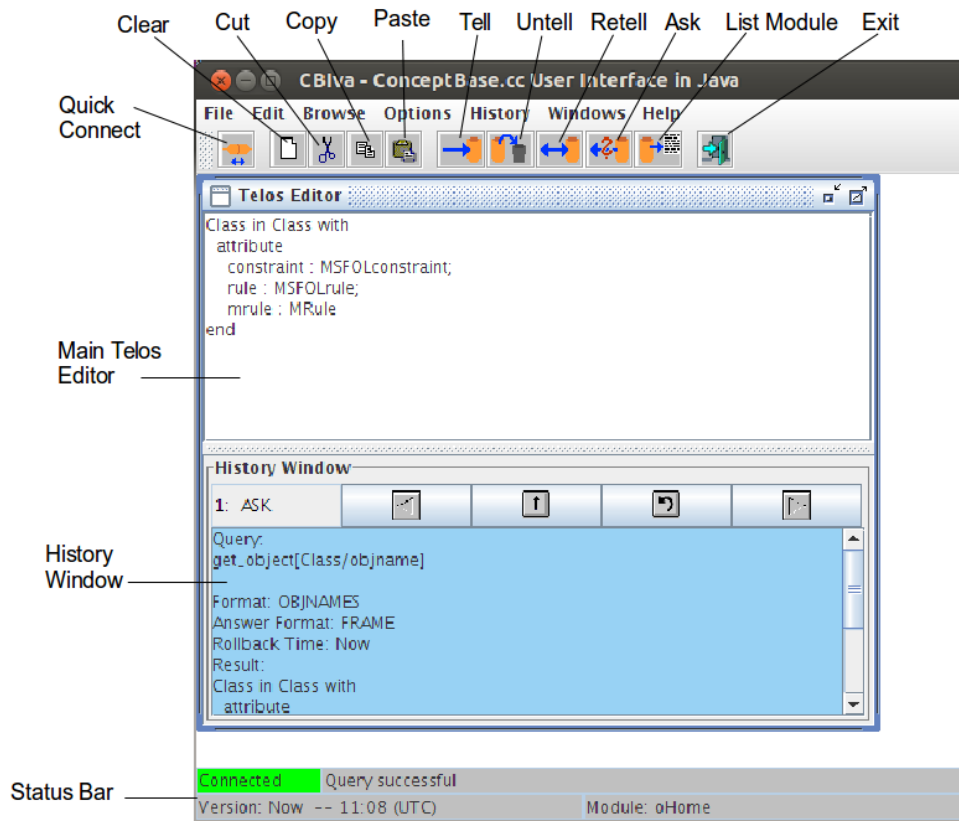 Clear Cut Copy Paste Tell Untell Retell Ask List Module Exit
Quick
Connect
CBIva - ConceptBase.cc User Interface in Java
File Edit Browse Options History Windows Help
Telos Editor
Class in Class with
attribute
constraint : MSFOLconstraint;
rule : MSFOLrule;
mrule : MRule
end
Main Telos
Editor
History Window
1: ASK
History
Window
Query:
get_object[Class/objname]
Format: OBJNAMES
Answer Format: FRAME
Rollback Time: Now
Result:
Class in Class with
attribute
Status Bar
Connected Query successful
Version: Now -- 11:08 (UTC) Module: oHome